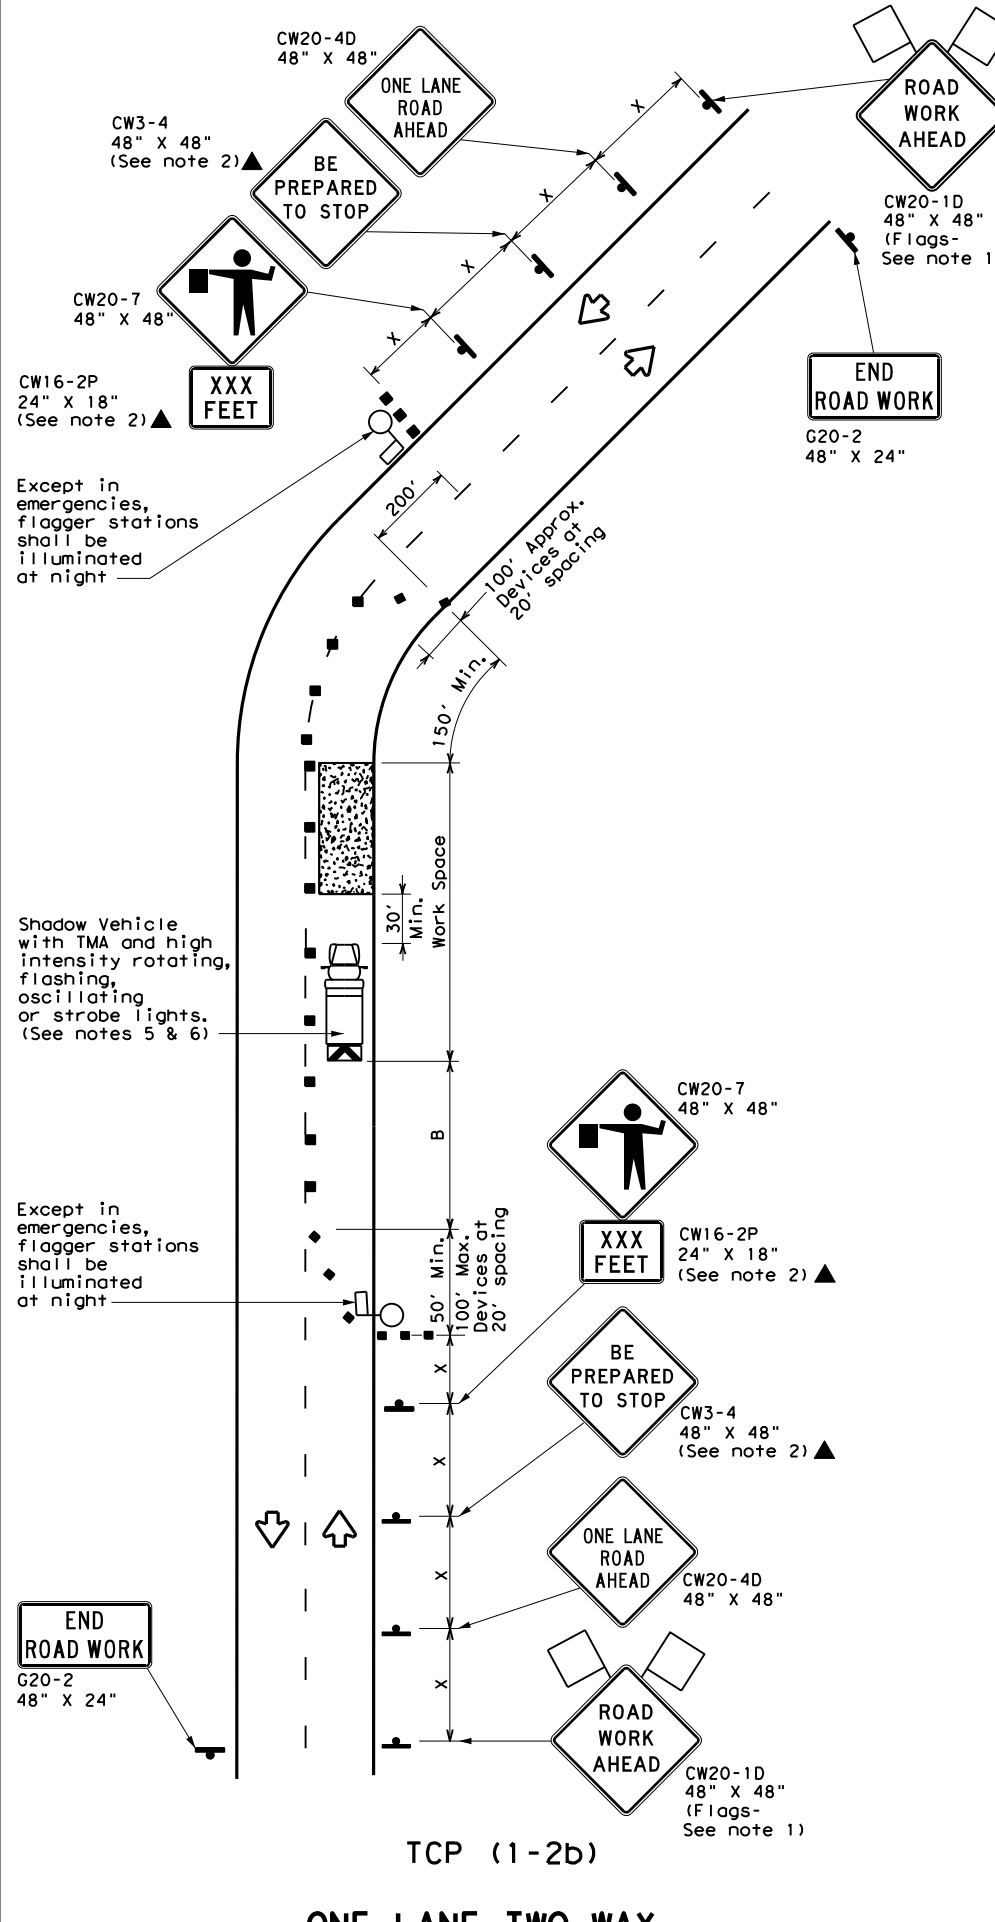 CW20-4D
48" X 48"
ONE LANE
ROAD
AHEAD
CW3-4
48" X 48"
(See note 2)
BE
PREPARED
TO STOP
CW20-7
48" X 48"
CW16-2P
24" X 18"
(See note 2)
XXX
FEET
X
X
X
X
ROAD
WORK
AHEAD
CW20-1D
48" X 48"
(Flags-
See note 1
END
ROAD WORK
G20-2
48" X 24"
Except in
emergencies,
flagger stations
shall be
illuminated
at night
200'
100' Approx.
Devices at
20' spacing
150' Min.
Work Space
30'
Min.
Shadow Vehicle
with TMA and high
intensity rotating,
flashing,
oscillating
or strobe lights.
(See notes 5 & 6)
B
CW20-7
48" X 48"
XXX
FEET
CW16-2P
24" X 18"
(See note 2)
Except in
emergencies,
flagger stations
shall be
illuminated
at night
50' Min.
100' Max.
Devices at
20' spacing
X
X
X
X
BE
PREPARED
TO STOP
CW3-4
48" X 48"
(See note 2)
ONE LANE
ROAD
AHEAD
CW20-4D
48" X 48"
END
ROAD WORK
G20-2
48" X 24"
ROAD
WORK
AHEAD
CW20-1D
48" X 48"
(Flags-
See note 1)
TCP (1-2b)
ONE LANE TWO WAY